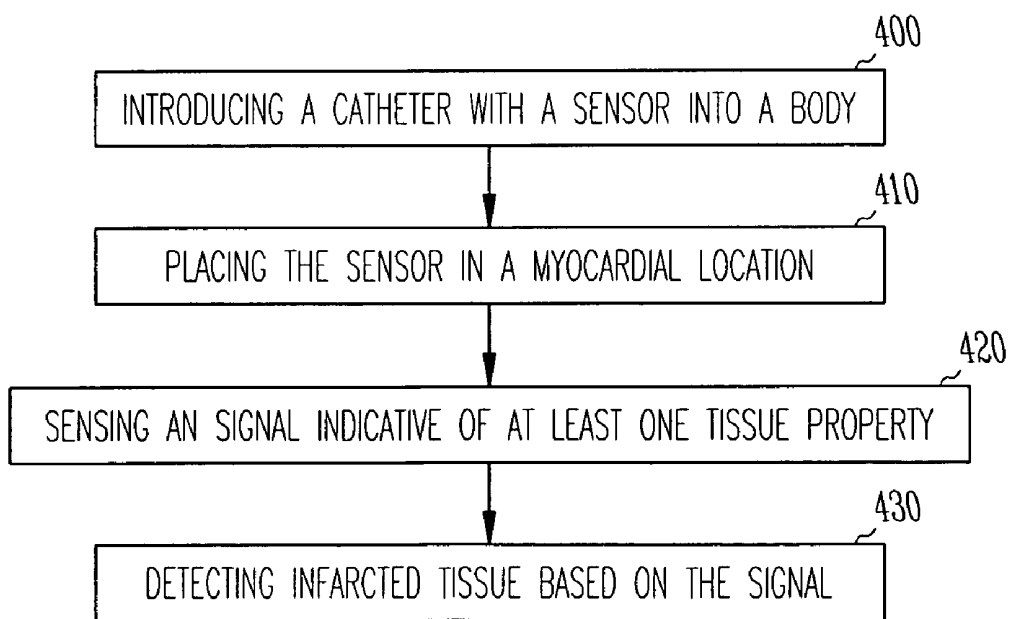 400
INTRODUCING A CATHETER WITH A SENSOR INTO A BODY
410
PLACING THE SENSOR IN A MYOCARDIAL LOCATION
420
SENSING AN SIGNAL INDICATIVE OF AT LEAST ONE TISSUE PROPERTY
430
DETECTING INFARCTED TISSUE BASED ON THE SIGNAL